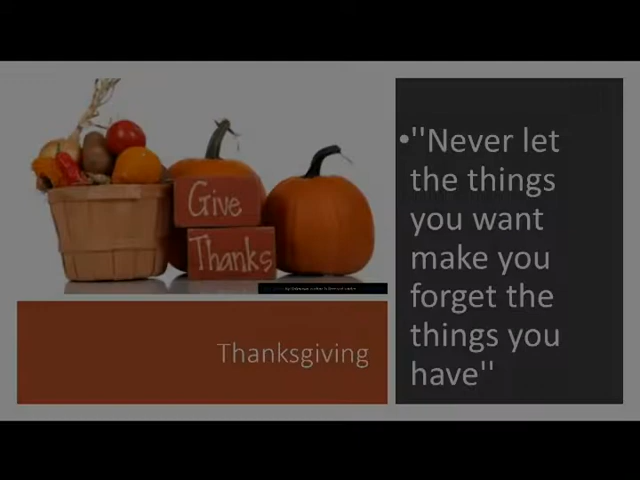 Give
Thanks
Thanksgiving
•"Never let
the things
you want
make you
forget the
things you
have"